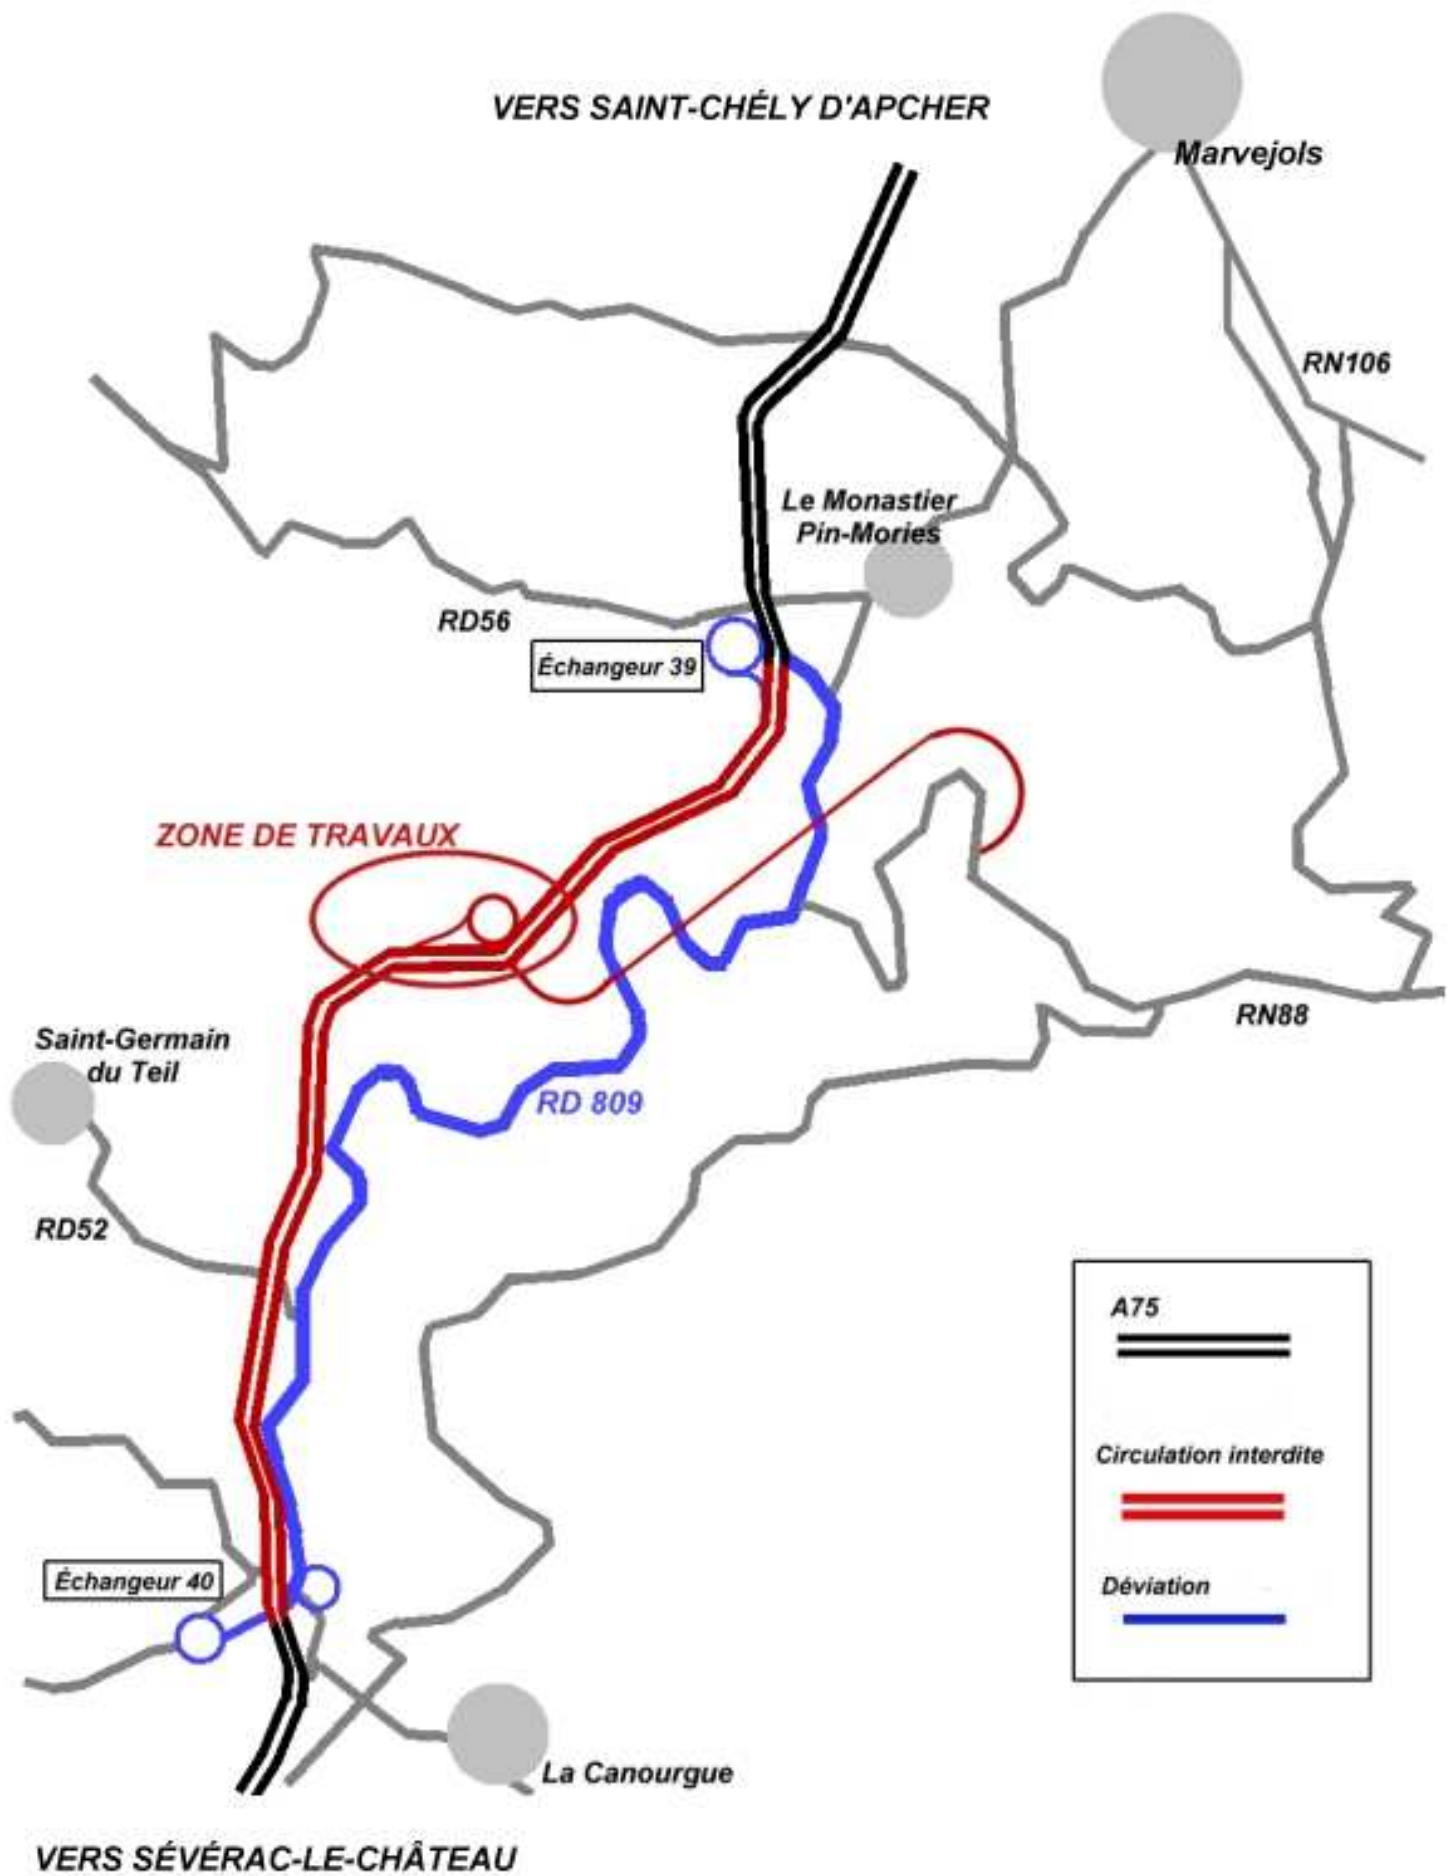 VERS SAINT-CHÉLY D'APCHER
Marvejols
RN106
Le Monastier
Pin-Mories
RD56
Échangeur 39
ZONE DE TRAVAUX
RN88
Saint-Germain
du Teil
RD 809
RD52
A75
Circulation interdite
Déviation
Échangeur 40
La Canourgue
VERS SÉVÉRAC-LE-CHÂTEAU